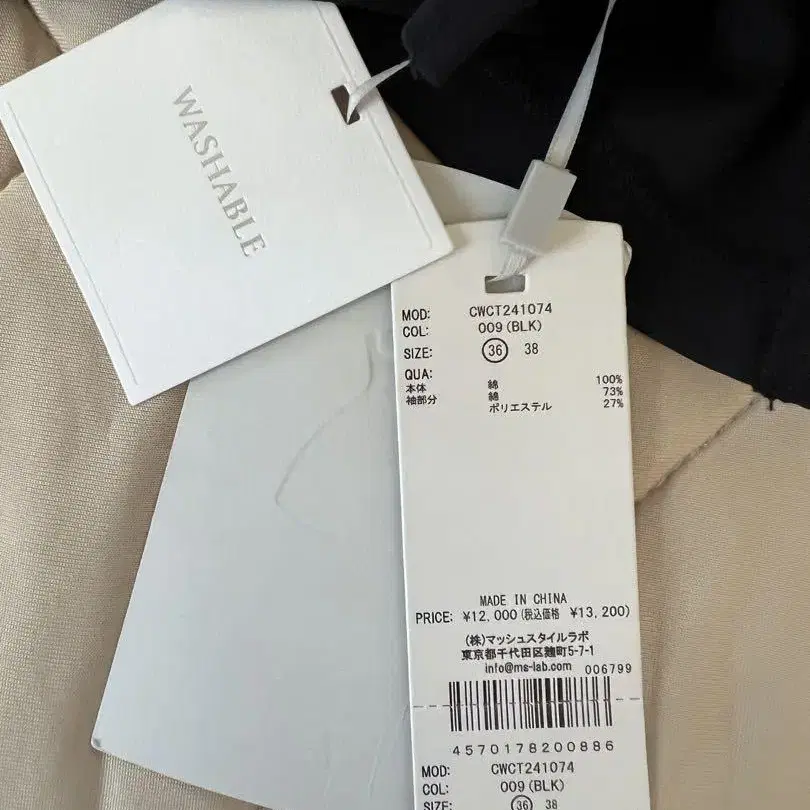 WASHABLE
MOD: CWCT241074
COL: 009 (BLK)
SIZE: 36 38
QUA:
本体 綿 100%
袖部分 綿 73%
ポリエステル 27%
MADE IN CHINA
PRICE: ¥12,000 (税込価格 ¥13,200)
(株)マッシュスタイルラボ
東京都千代田区麹町5-7-1
info@ms-lab.com 006799
4570178200886
MOD: CWCT241074
COL: 009 (BLK)
SIZE: 36 38